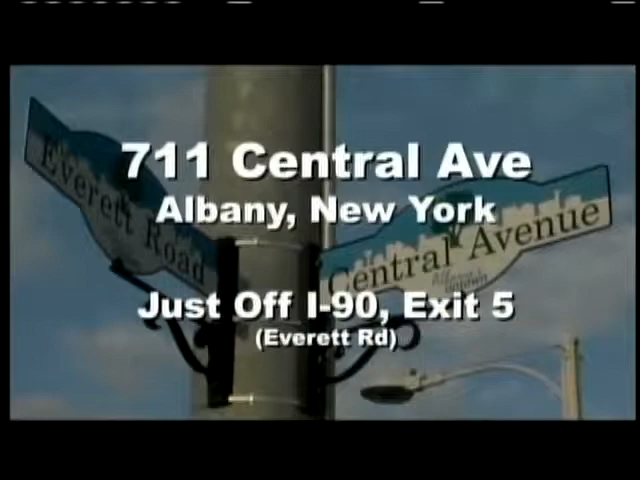 711 Central Ave
Albany, New York
Everett Road
Central Avenue
Just Off I-90, Exit 5
(Everett Rd)